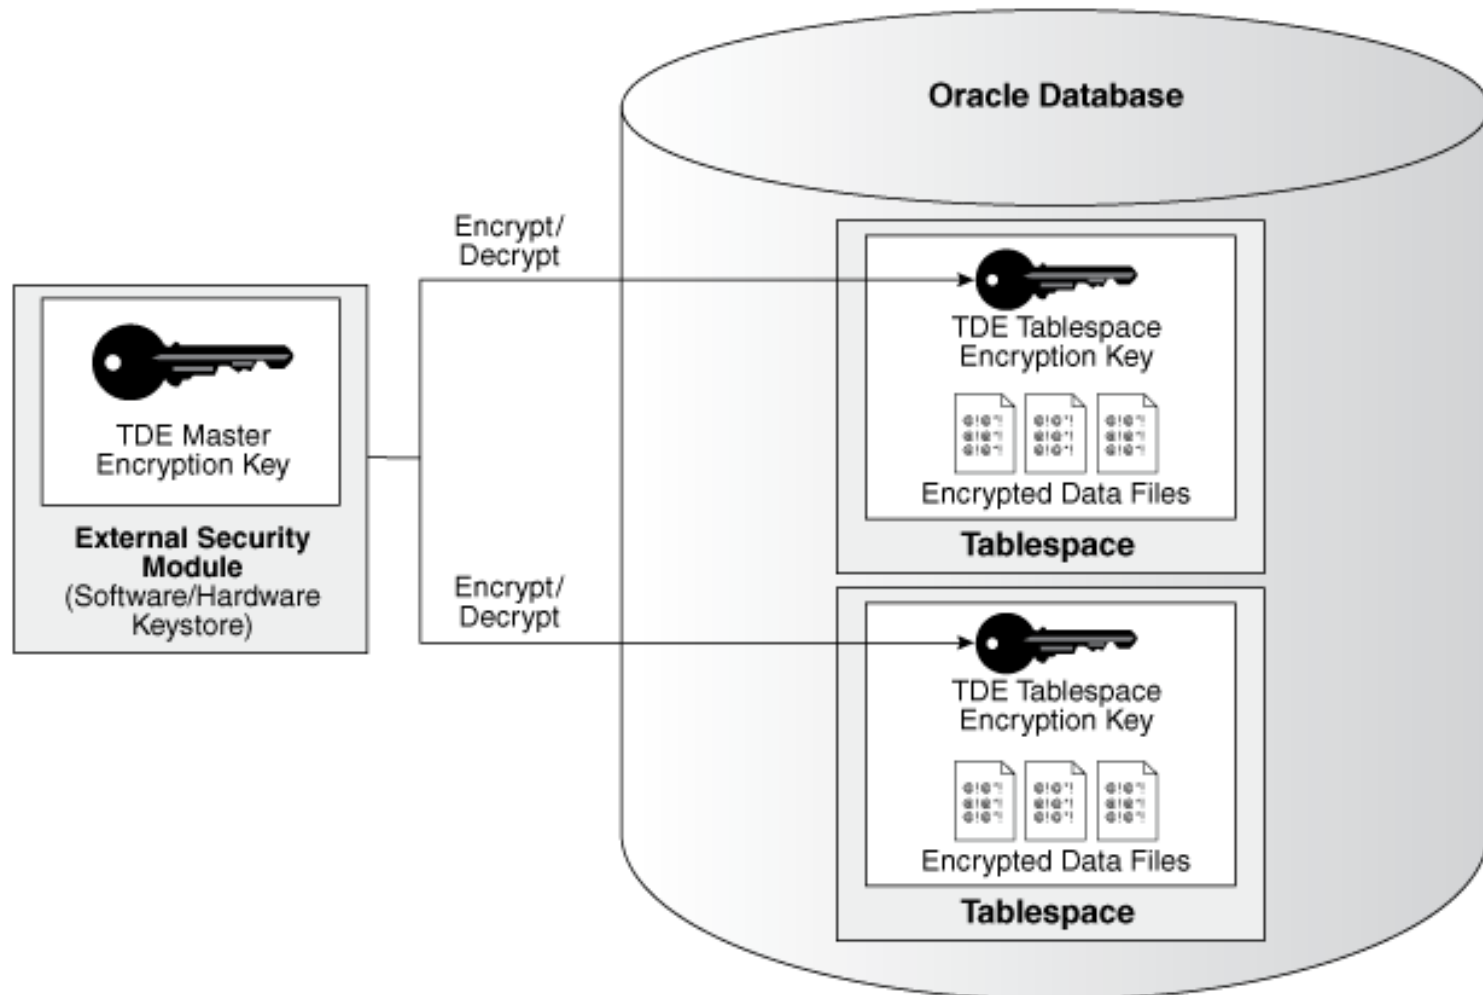 Oracle Database
Encrypt/
Decrypt
TDE Master
Encryption Key
External Security
Module
(Software/Hardware
Keystore)
TDE Tablespace
Encryption Key
@!@*! @!@*! @!@*!
@!@*! @!@*! @!@*!
@!@*! @!@*! @!@*!
Encrypted Data Files
Tablespace
Encrypt/
Decrypt
TDE Tablespace
Encryption Key
@!@*! @!@*! @!@*!
@!@*! @!@*! @!@*!
@!@*! @!@*! @!@*!
Encrypted Data Files
Tablespace